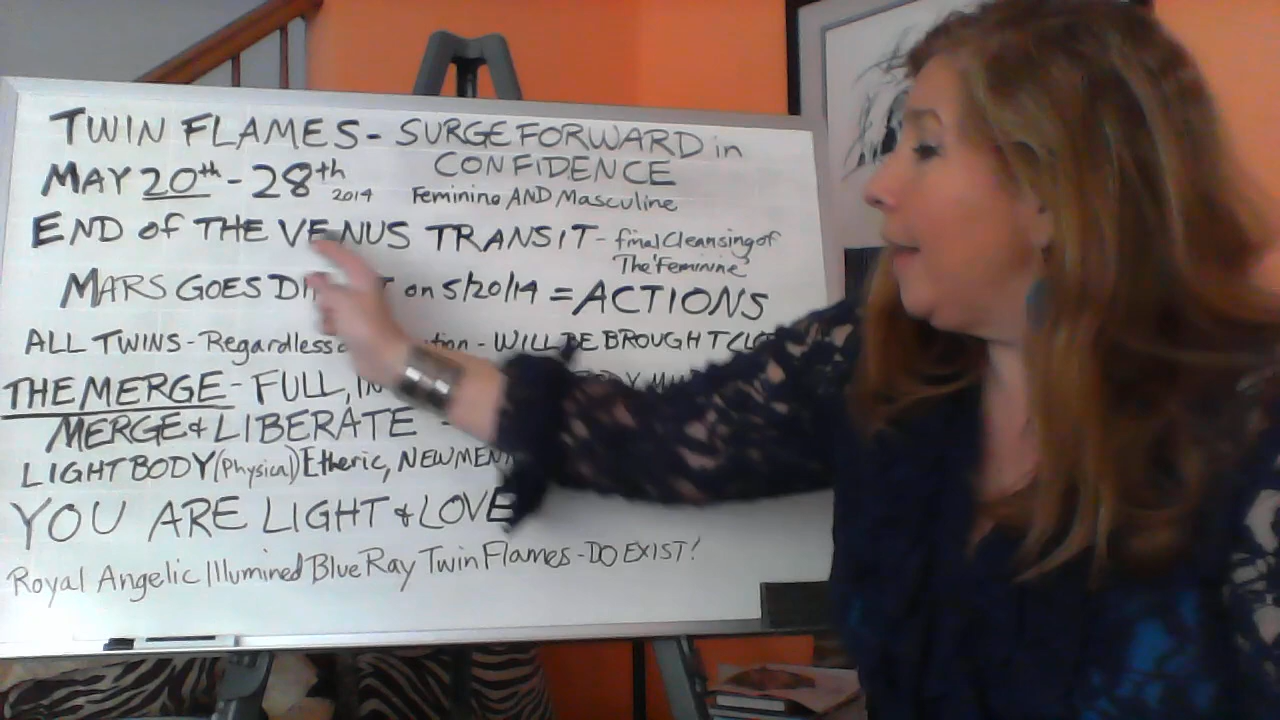 TWIN FLAMES - SURGE FORWARD in
CONFIDENCE
MAY 20th - 28th 2014
Feminine AND Masculine
END of THE VENUS TRANSIT - final Cleansing of
The 'Feminine'
MARS GOES on 5/20/14 = ACTIONS
ALL TWINS - Regardless - WILL BE BROUGHT
THE MERGE - FULL,
MERGE & LIBERATE -
LIGHTBODY (Physical) Etheric, NEW
YOU ARE LIGHT & LOVE
Royal Angelic Illumined Blue Ray Twin Flames - DO EXIST!